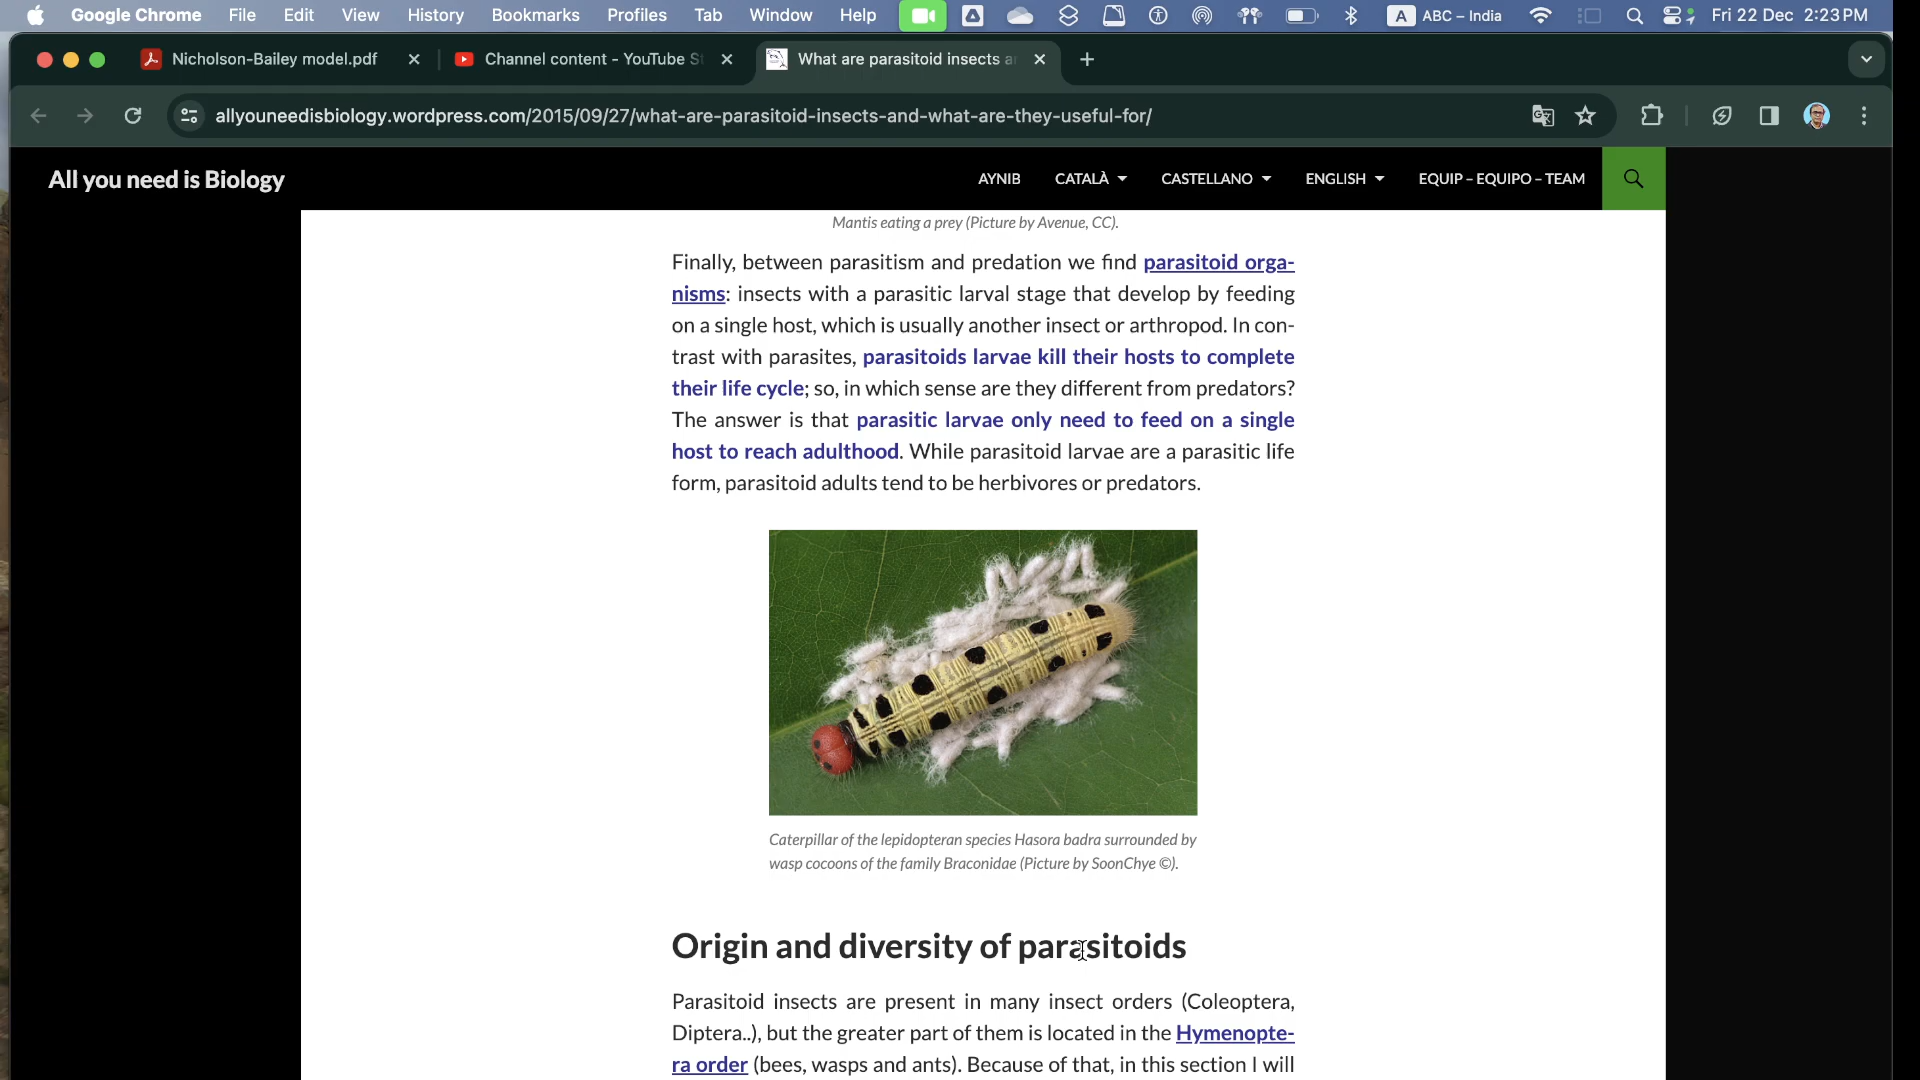 Google Chrome File Edit View History Bookmarks Profiles Tab Window Help A ABC – India Fri 22 Dec 2:23 PM
Nicholson-Bailey model.pdf Channel content - YouTube S What are parasitoid insects a
allyouneedisbiology.wordpress.com/2015/09/27/what-are-parasitoid-insects-and-what-are-they-useful-for/
All you need is Biology AYNIB CATALÀ CASTELLANO ENGLISH EQUIP – EQUIPO – TEAM
Mantis eating a prey (Picture by Avenue, CC).
Finally, between parasitism and predation we find parasitoid orga-
nisms: insects with a parasitic larval stage that develop by feeding
on a single host, which is usually another insect or arthropod. In con-
trast with parasites, parasitoids larvae kill their hosts to complete
their life cycle; so, in which sense are they different from predators?
The answer is that parasitic larvae only need to feed on a single
host to reach adulthood. While parasitoid larvae are a parasitic life
form, parasitoid adults tend to be herbivores or predators.
Caterpillar of the lepidopteran species Hasora badra surrounded by
wasp cocoons of the family Braconidae (Picture by SoonChye ©).
Origin and diversity of parasitoids
Parasitoid insects are present in many insect orders (Coleoptera,
Diptera..), but the greater part of them is located in the Hymenopte-
ra order (bees, wasps and ants). Because of that, in this section I will